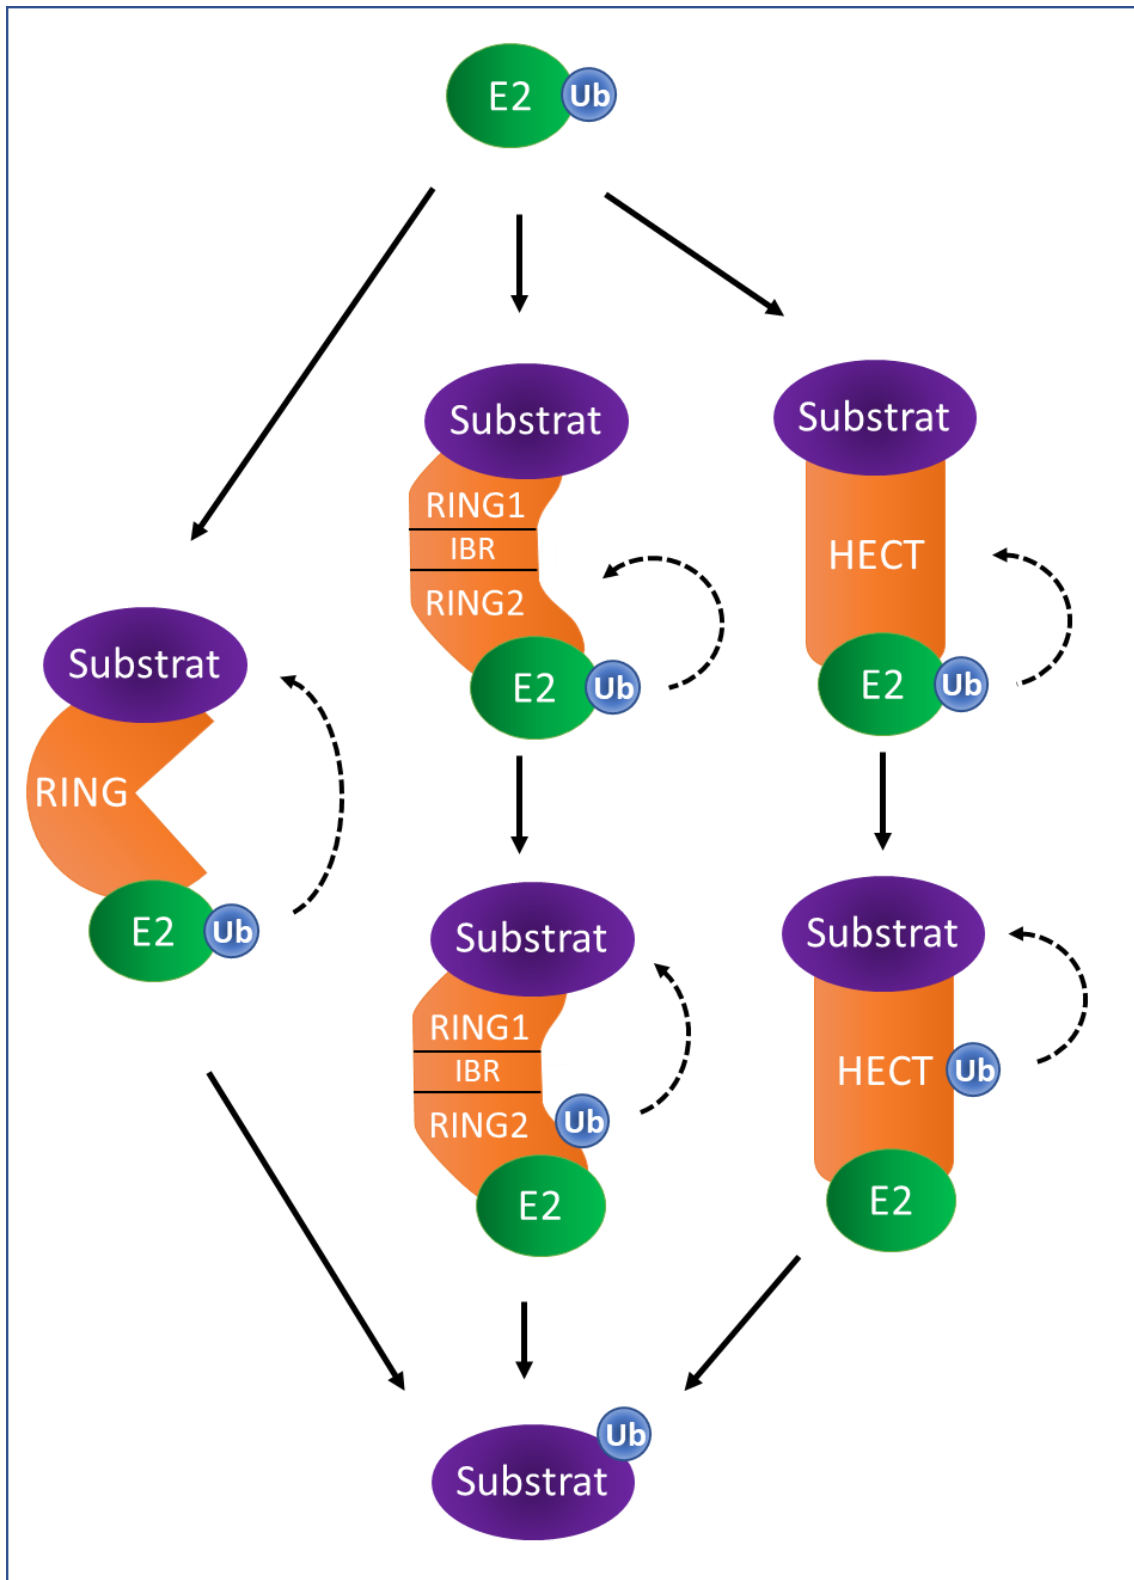 E2
Ub
Substrat
RING1
IBR
RING2
E2
Ub
Substrat
HECT
E2
Ub
Substrat
RING
E2
Ub
Substrat
RING1
IBR
RING2
Ub
E2
Substrat
HECT
Ub
E2
Ub
Substrat